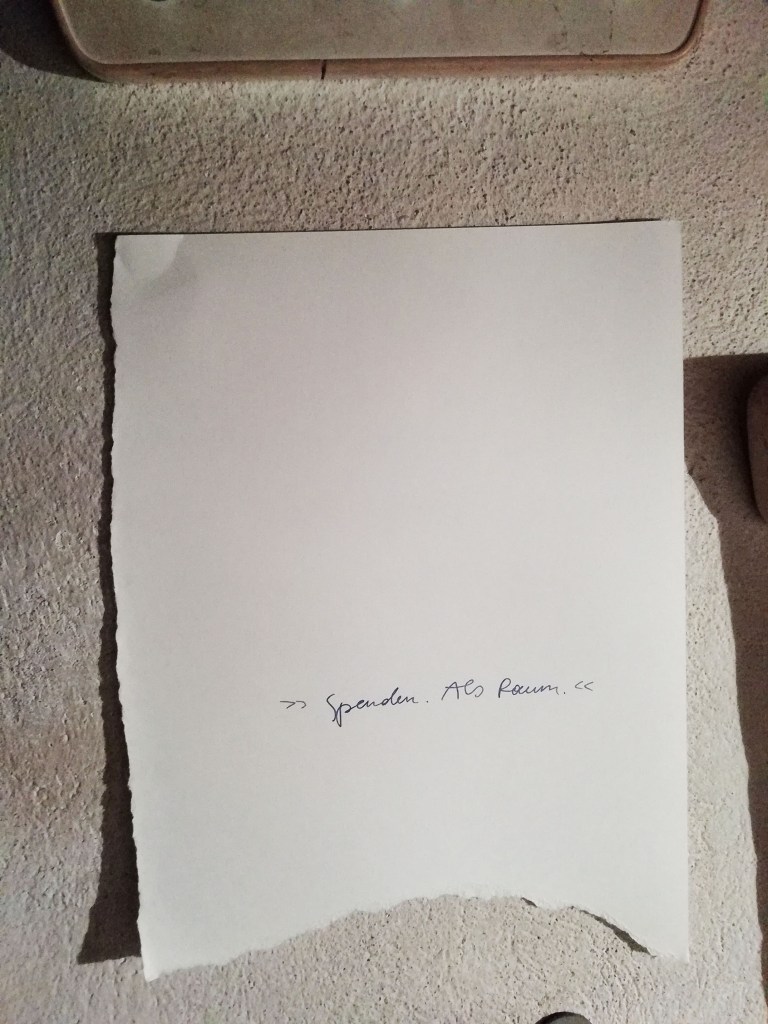 >> Spenden. Als Raum. <<